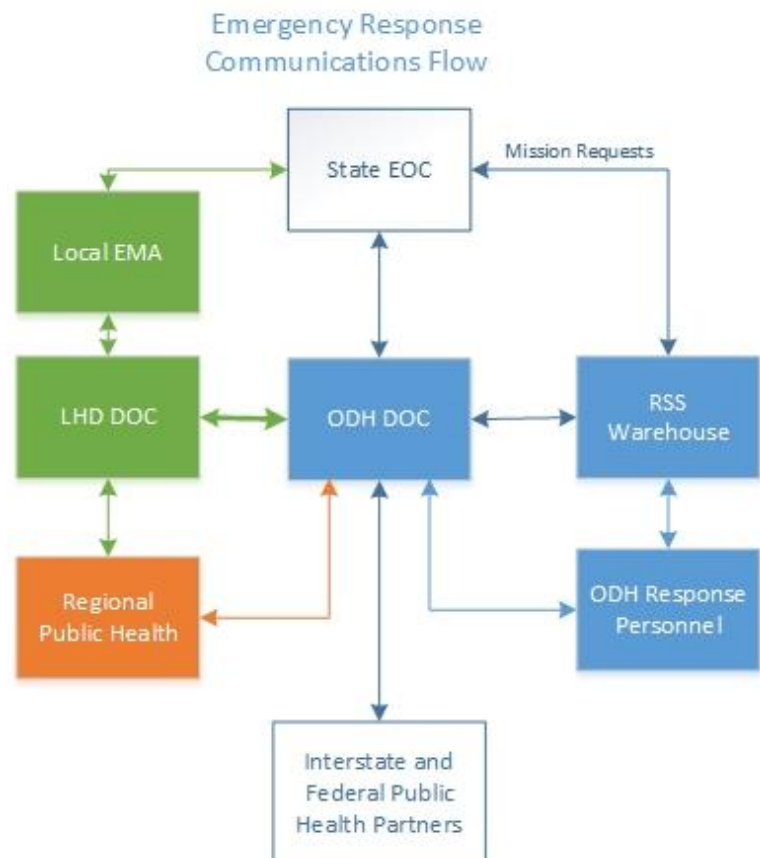 Emergency Response
Communications Flow
State EOC
Mission Requests
Local EMA
LHD DOC
ODH DOC
RSS
Warehouse
Regional
Public Health
ODH Response
Personnel
Interstate and
Federal Public
Health Partners